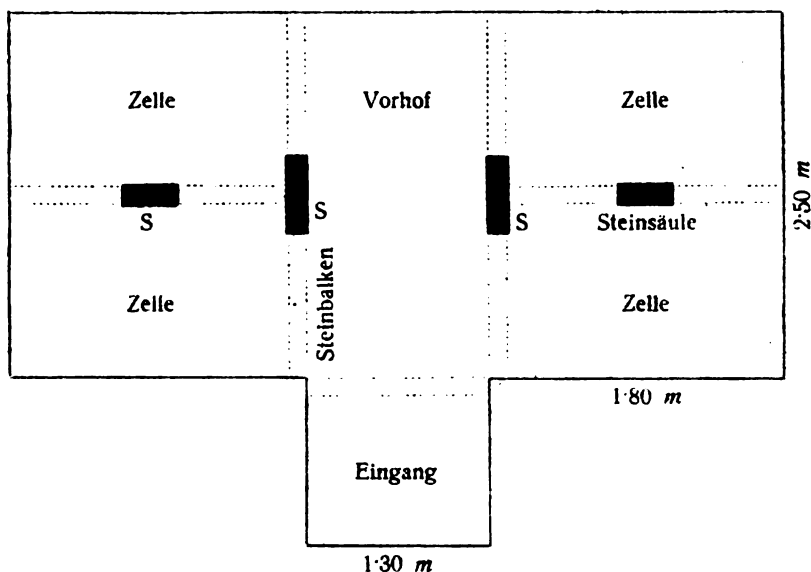 Zelle
Vorhof
Zelle
S
S
S
Steinsäule
2·50 m
Zelle
Steinbalken
Zelle
1·80 m
Eingang
1·30 m